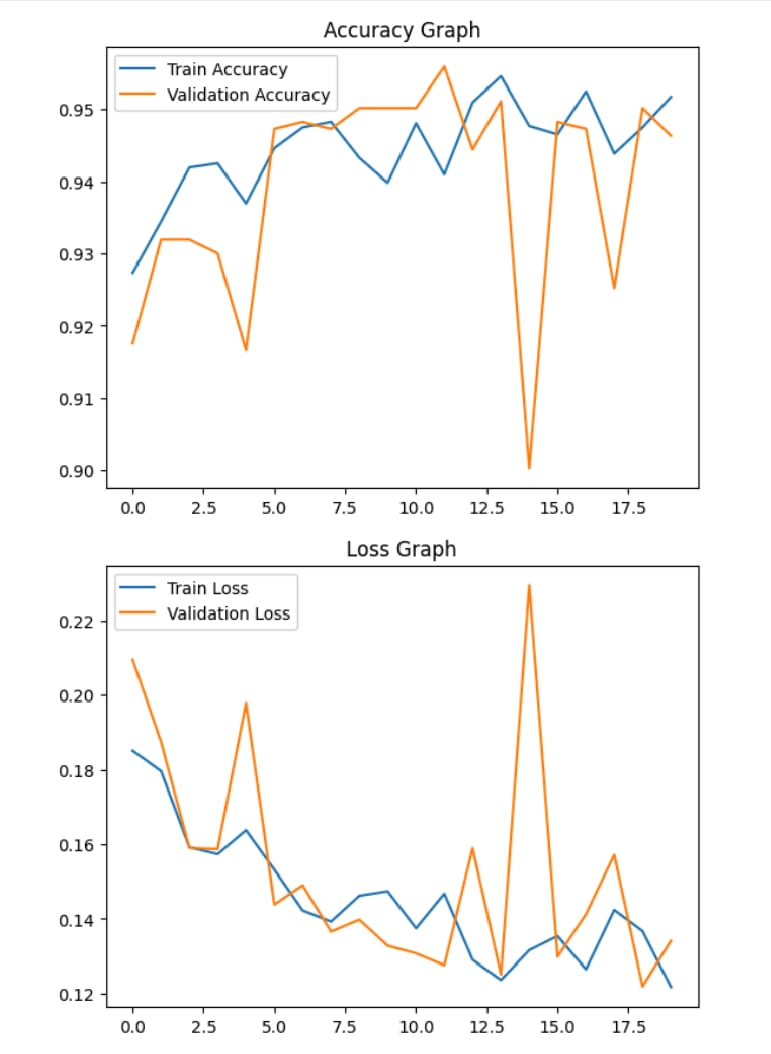 Accuracy Graph
Train Accuracy
Validation Accuracy
0.95
0.94
0.93
0.92
0.91
0.90
0.0 2.5 5.0 7.5 10.0 12.5 15.0 17.5
Loss Graph
Train Loss
Validation Loss
0.22
0.20
0.18
0.16
0.14
0.12
0.0 2.5 5.0 7.5 10.0 12.5 15.0 17.5